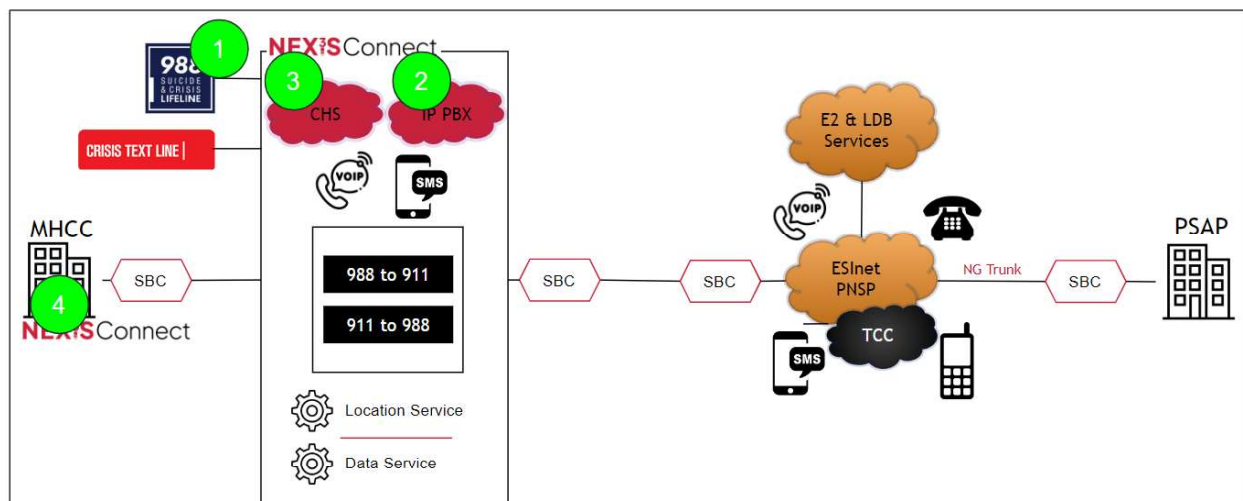 1
988
SUICIDE
& CRISIS
LIFELINE
CRISIS TEXT LINE |
MHCC
SBC
4
NEXIS Connect
NEXIS Connect
3
CHS
2
IP PBX
VOIP
SMS
988 to 911
911 to 988
Location Service
Data Service
SBC
SBC
E2 & LDB
Services
VOIP
ESInet
PNSP
TCC
SMS
NG Trunk
SBC
PSAP